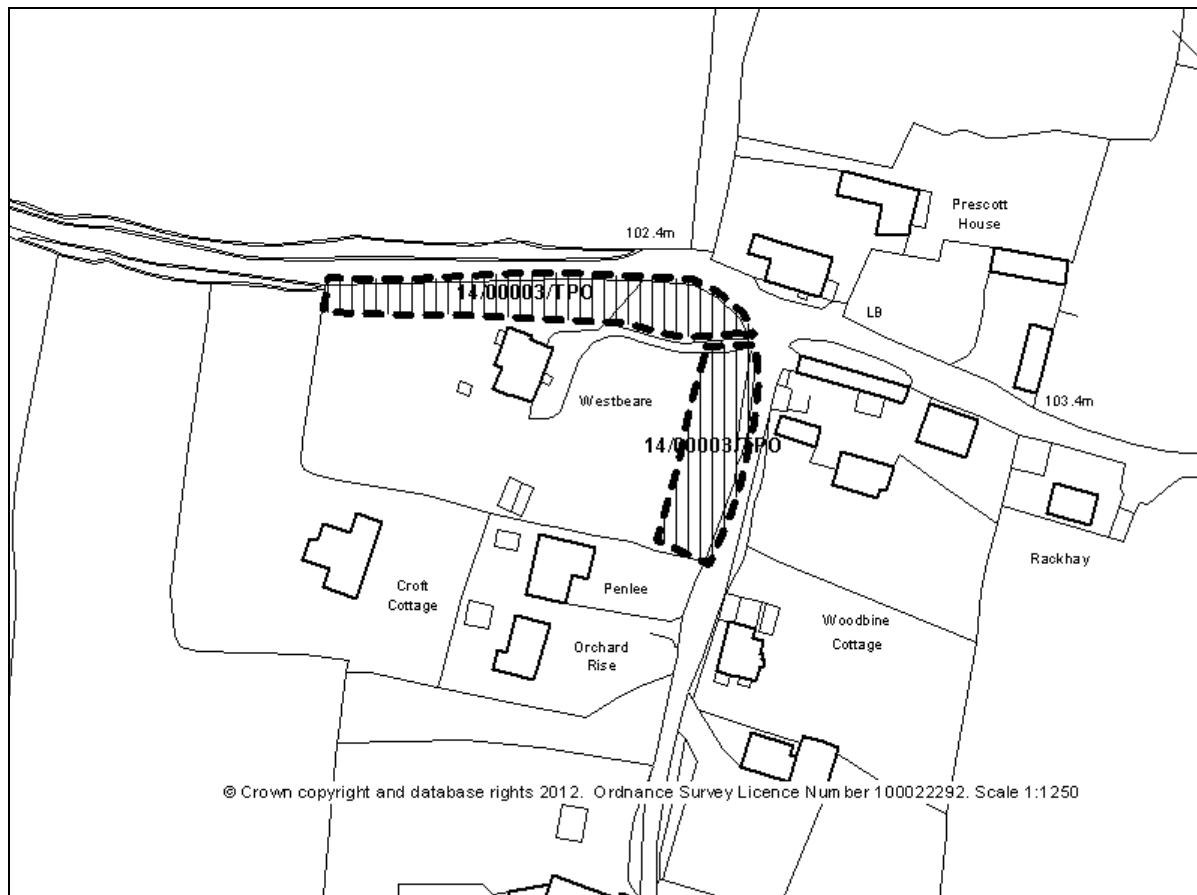 Prescott
House
102.4m
14/00003/TPO
LB
Westbeare
103.4m
14/00003/TPO
Rackhay
Croft
Cottage
Penlee
Woodbine
Cottage
Orchard
Rise
© Crown copyright and database rights 2012. Ordnance Survey Licence Number 100022292. Scale 1:1250